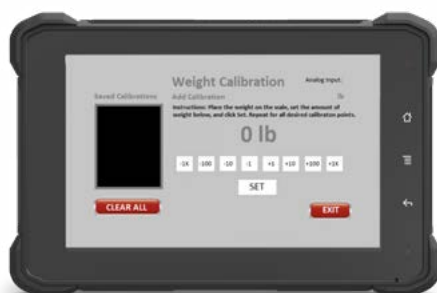 Weight Calibration
Analog Input:
Saved Calibrations
Add Calibration
lb
Instructions: Place the weight on the scale, set the amount of
weight below, and click Set. Repeat for all desired calibraton points.
0 lb
-1K -100 -10 -1 +1 +10 +100 +1K
SET
CLEAR ALL
EXIT